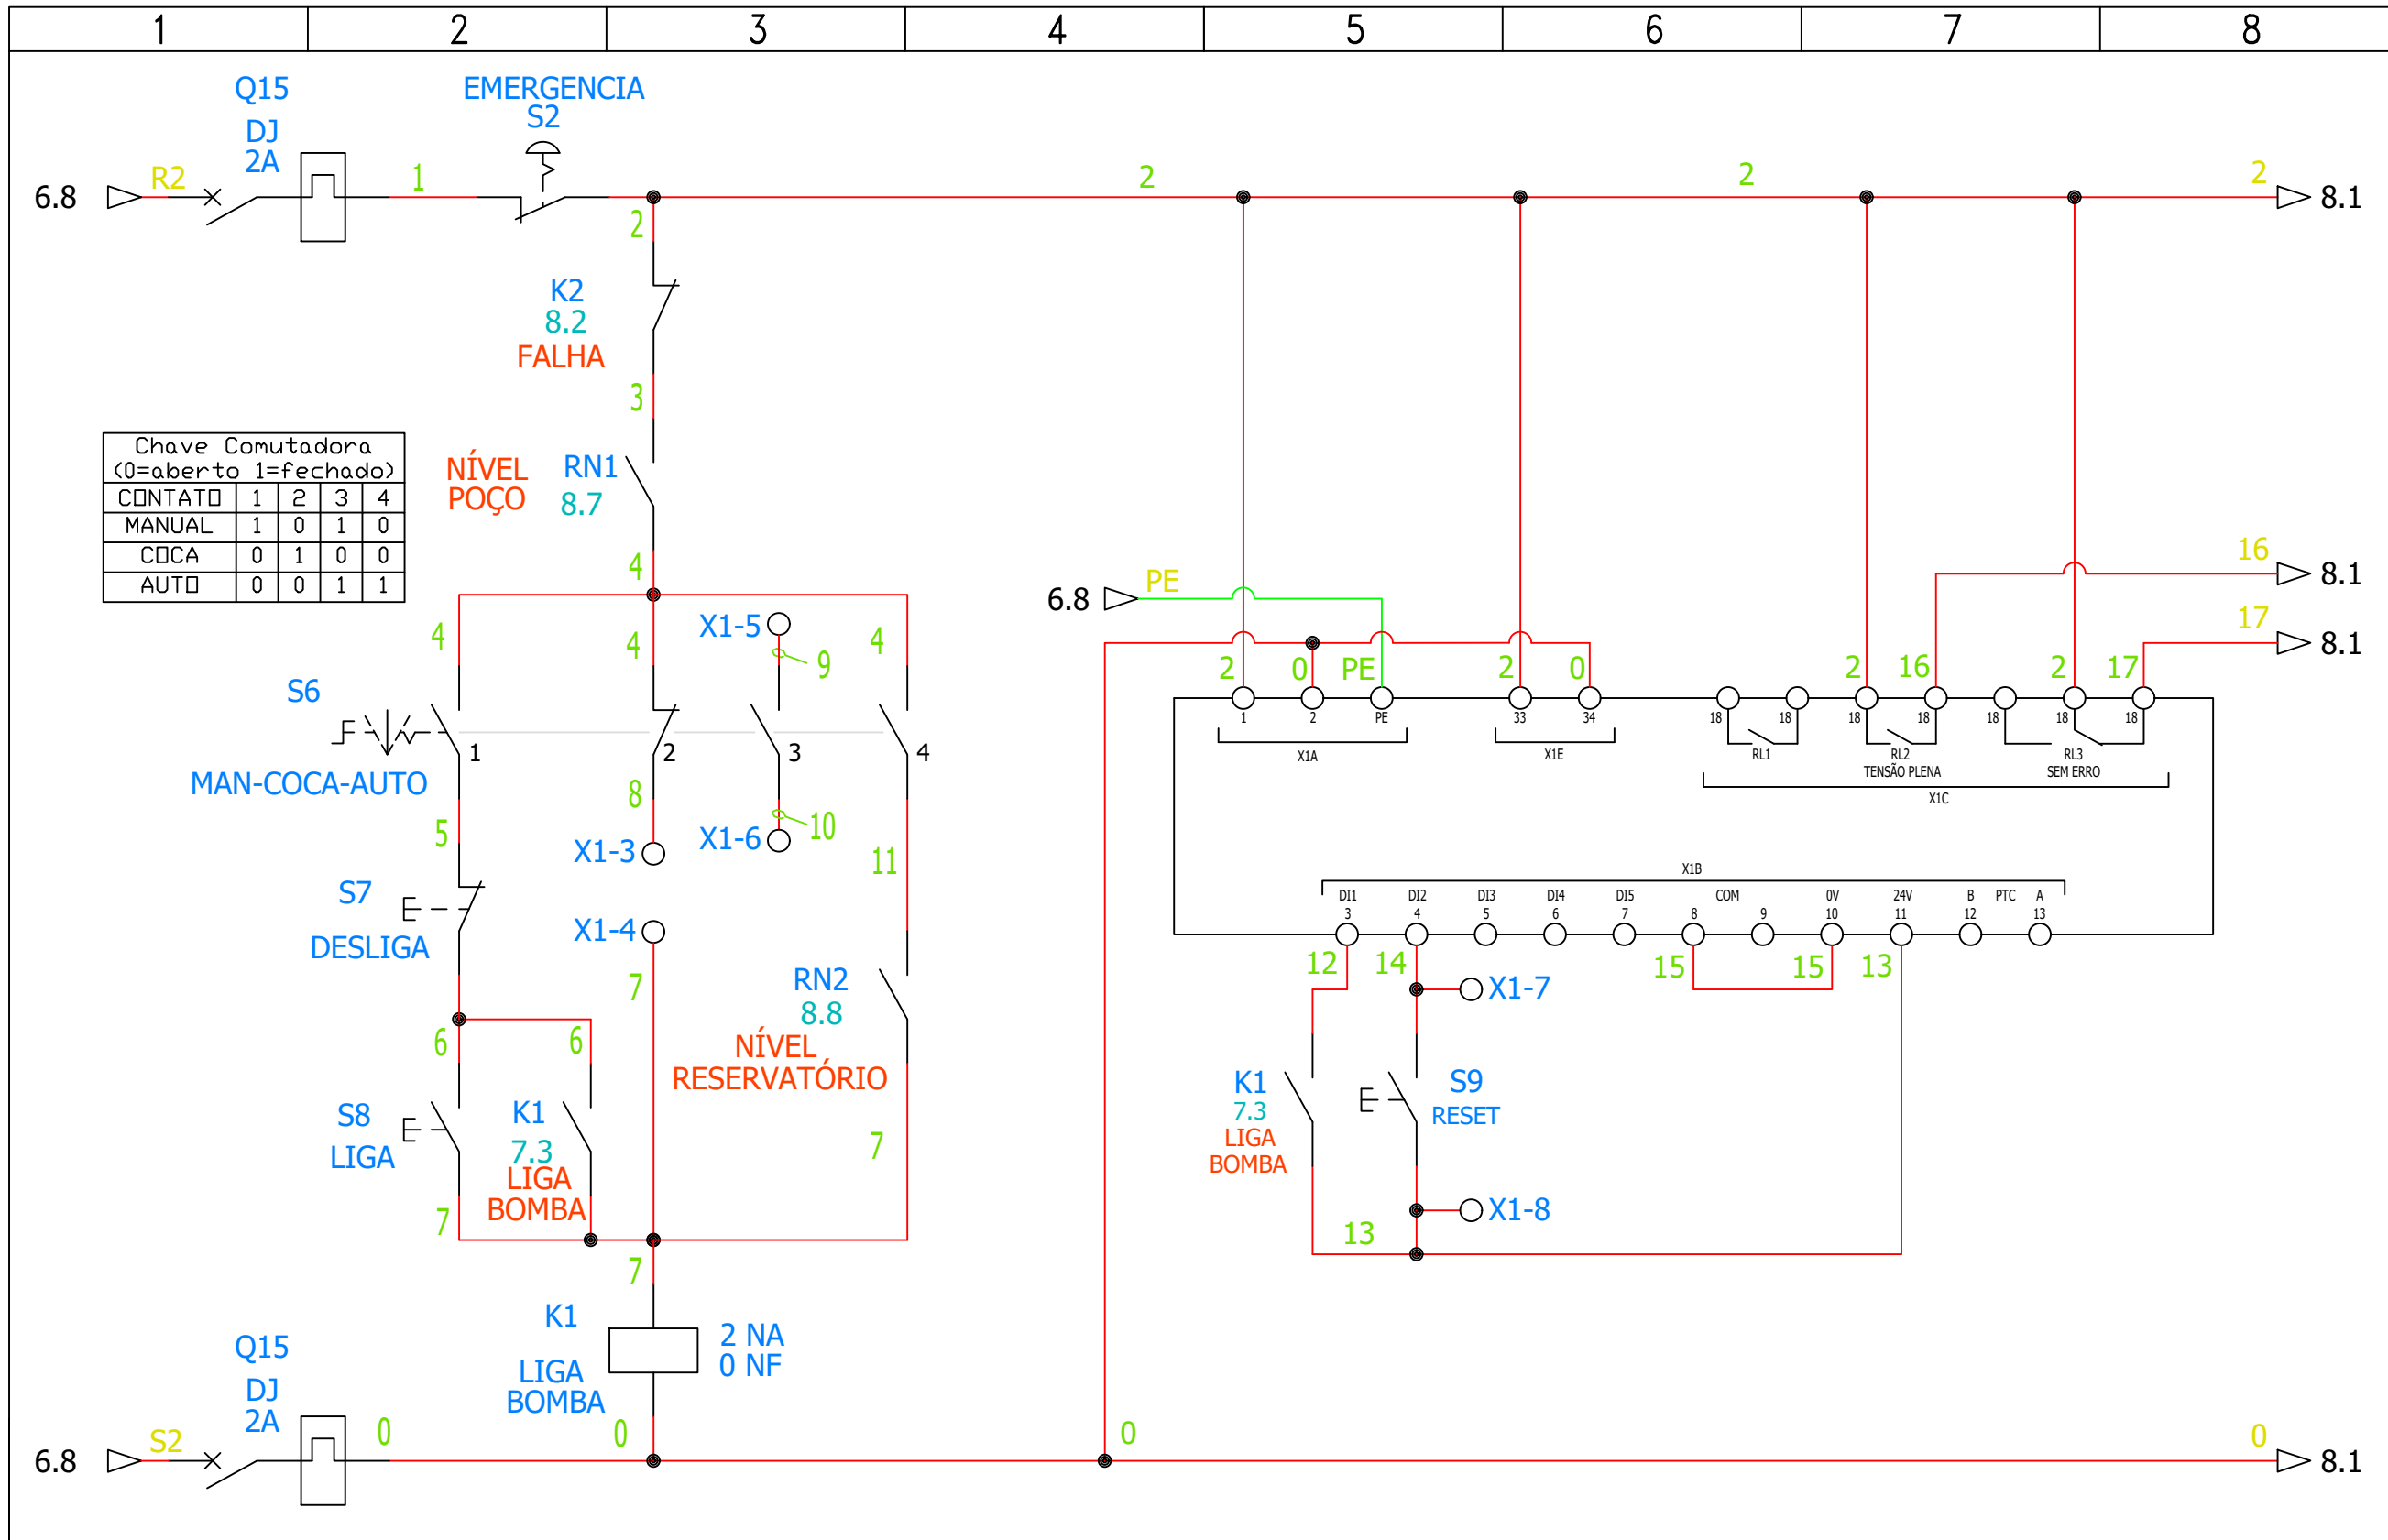 1 2 3 4 5 6 7 8
Q15
DJ
2A
EMERGENCIA
S2
6.8
R2
1
2
2
2
8.1
2
K2
8.2
FALHA
3
Chave Comutadora
(0=aberto 1=fechado)
CONTATO 1 2 3 4
MANUAL 1 0 1 0
COCA 0 1 0 0
AUTO 0 0 1 1
NÍVEL
POÇO
RN1
8.7
4
4
4
X1-5
9
4
S6
1
2
3
4
MAN-COCA-AUTO
5
8
X1-3
X1-6
10
11
S7
DESLIGA
X1-4
7
6
6
RN2
8.8
NÍVEL
RESERVATÓRIO
S8
LIGA
K1
7.3
LIGA
BOMBA
7
7
7
K1
LIGA
BOMBA
2 NA
0 NF
Q15
DJ
2A
6.8
S2
0
0
0
0
8.1
6.8
PE
16
8.1
17
8.1
2 0 PE 2 0 2 16 2 17
1 2 PE 33 34 18 18 18 18 18 18 18
X1A
X1E
RL1
RL2
TENSÃO PLENA
RL3
SEM ERRO
X1C
X1B
DI1 DI2 DI3 DI4 DI5 COM 0V 24V B PTC A
3 4 5 6 7 8 9 10 11 12 13
12 14 15 15 13
X1-7
K1
7.3
LIGA
BOMBA
S9
RESET
X1-8
13